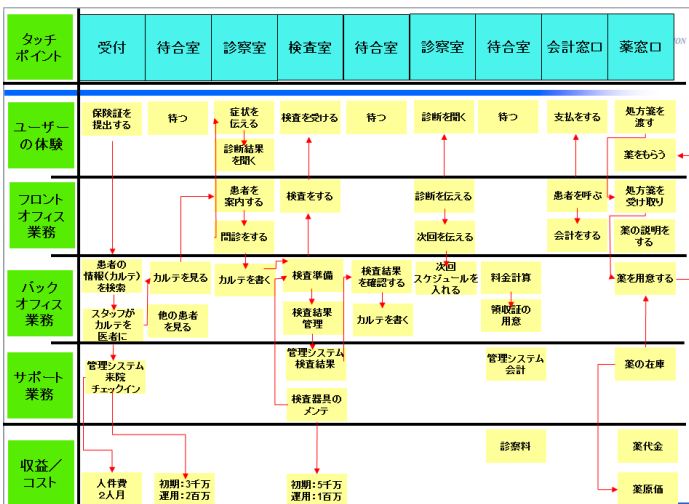 タッチ
ポイント
受付
待合室
診察室
検査室
待合室
診察室
待合室
会計窓口
薬窓口
ION
ユーザー
の体験
保険証を
提出する
待つ
症状を
伝える
診断結果
を聞く
検査を受ける
待つ
診断を聞く
待つ
支払をする
処方箋を
渡す
薬をもらう
フロント
オフィス
業務
患者を
案内する
問診をする
検査をする
診断を伝える
次回を伝える
患者を呼ぶ
会計をする
処方箋を
受け取り
薬の説明を
する
バック
オフィス
業務
患者の
情報(カルテ)
を検索
スタッフが
カルテを
医者に
カルテを見る
他の患者
を見る
カルテを書く
検査準備
検査結果
管理
検査結果
を確認する
カルテを書く
次回
スケジュールを
入れる
料金計算
領収証の
用意
薬を用意する
サポート
業務
管理システム
来院
チェックイン
管理システム
検査結果
検査器具の
メンテ
管理システム
会計
薬の在庫
収益/
コスト
人件費
2人月
初期:3千万
運用:2百万
初期:5千万
運用:1百万
診察料
薬代金
薬原価